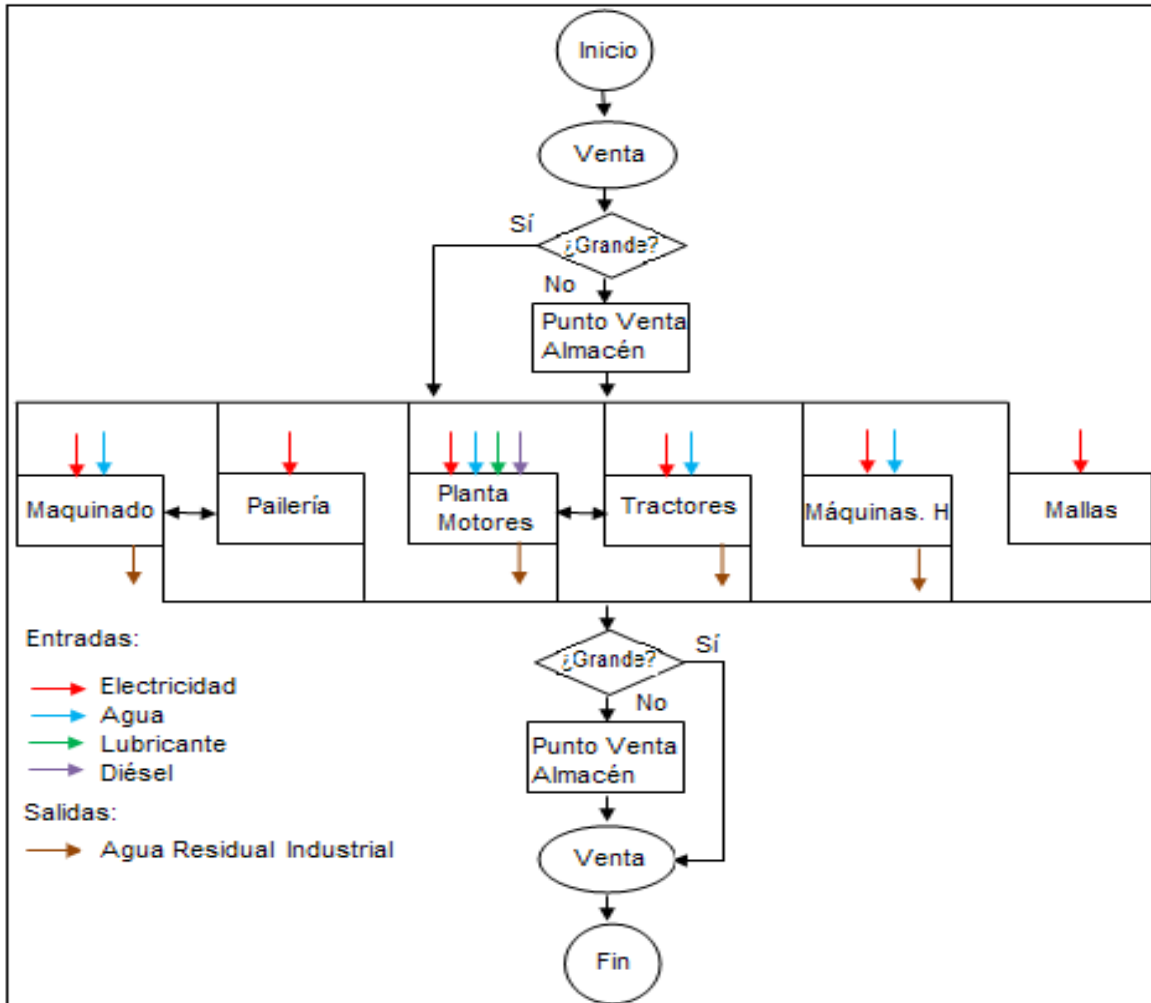 Inicio
Venta
Sí
¿Grande?
No
Punto Venta
Almacén
Maquinado
Pailería
Planta
Motores
Tractores
Máquinas. H
Mallas
Entradas:
Electricidad
Agua
Lubricante
Diésel
Salidas:
Agua Residual Industrial
¿Grande?
Sí
No
Punto Venta
Almacén
Venta
Fin